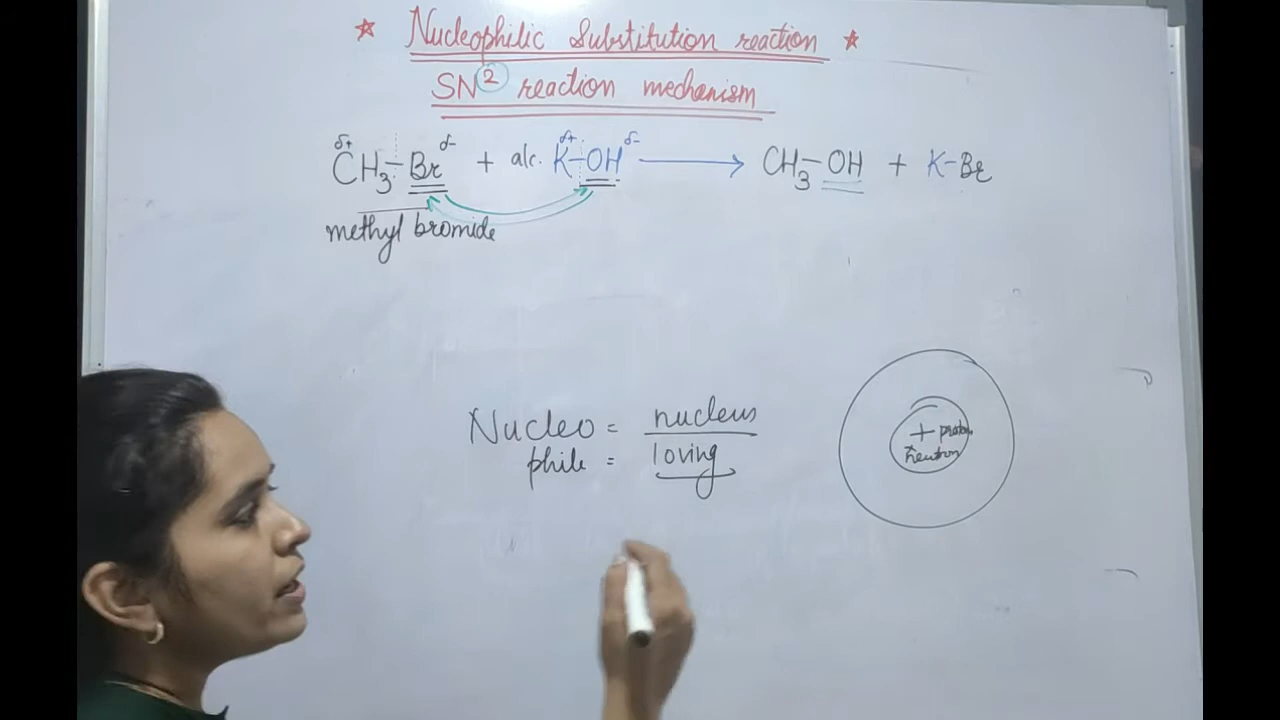 ★ Nucleophilic Substitution reaction ★
SN² reaction mechanism
δ+ δ- δ+ δ-
CH₃-Br + alc. K-OH ⟶ CH₃-OH + K-Br
methyl bromide
Nucleo = nucleus
phile = loving
+ proton
neutron